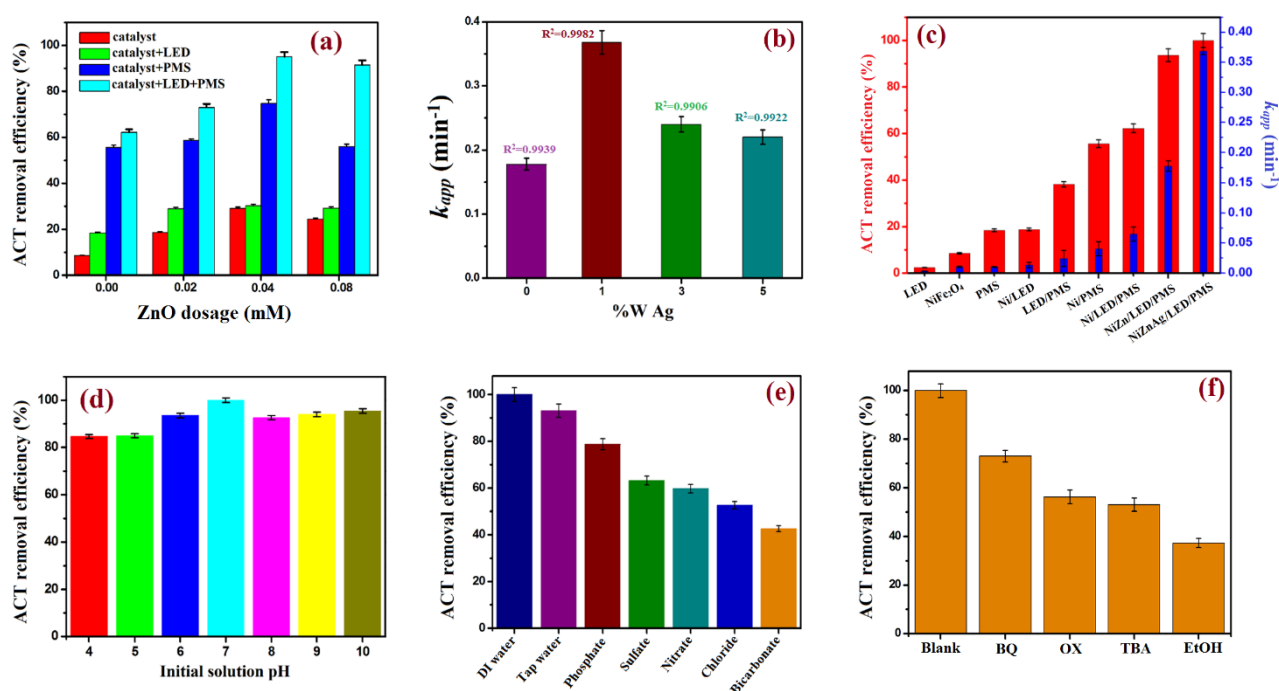 (a)
catalyst
catalyst+LED
catalyst+PMS
catalyst+LED+PMS
ACT removal efficiency (%)
100
80
60
40
20
0
0.00 0.02 0.04 0.08
ZnO dosage (mM)
(b)
R²=0.9982
R²=0.9906
R²=0.9922
R²=0.9939
kapp (min⁻¹)
0.4
0.3
0.2
0.1
0.0
0 1 3 5
%W Ag
(c)
ACT removal efficiency (%)
100
80
60
40
20
0
0.40
0.35
0.30
0.25
0.20
0.15
0.10
0.05
0.00
kapp (min⁻¹)
LED
NiFe₂O₄
PMS
Ni/LED
LED/PMS
Ni/PMS
Ni/LED/PMS
NiZn/LED/PMS
NiZnAg/LED/PMS
(d)
ACT removal efficiency (%)
100
80
60
40
20
0
4 5 6 7 8 9 10
Initial solution pH
(e)
ACT removal efficiency (%)
100
80
60
40
20
0
DI water
Tap water
Phosphate
Sulfate
Nitrate
Chloride
Bicarbonate
(f)
ACT removal efficiency (%)
100
80
60
40
20
0
Blank BQ OX TBA EtOH